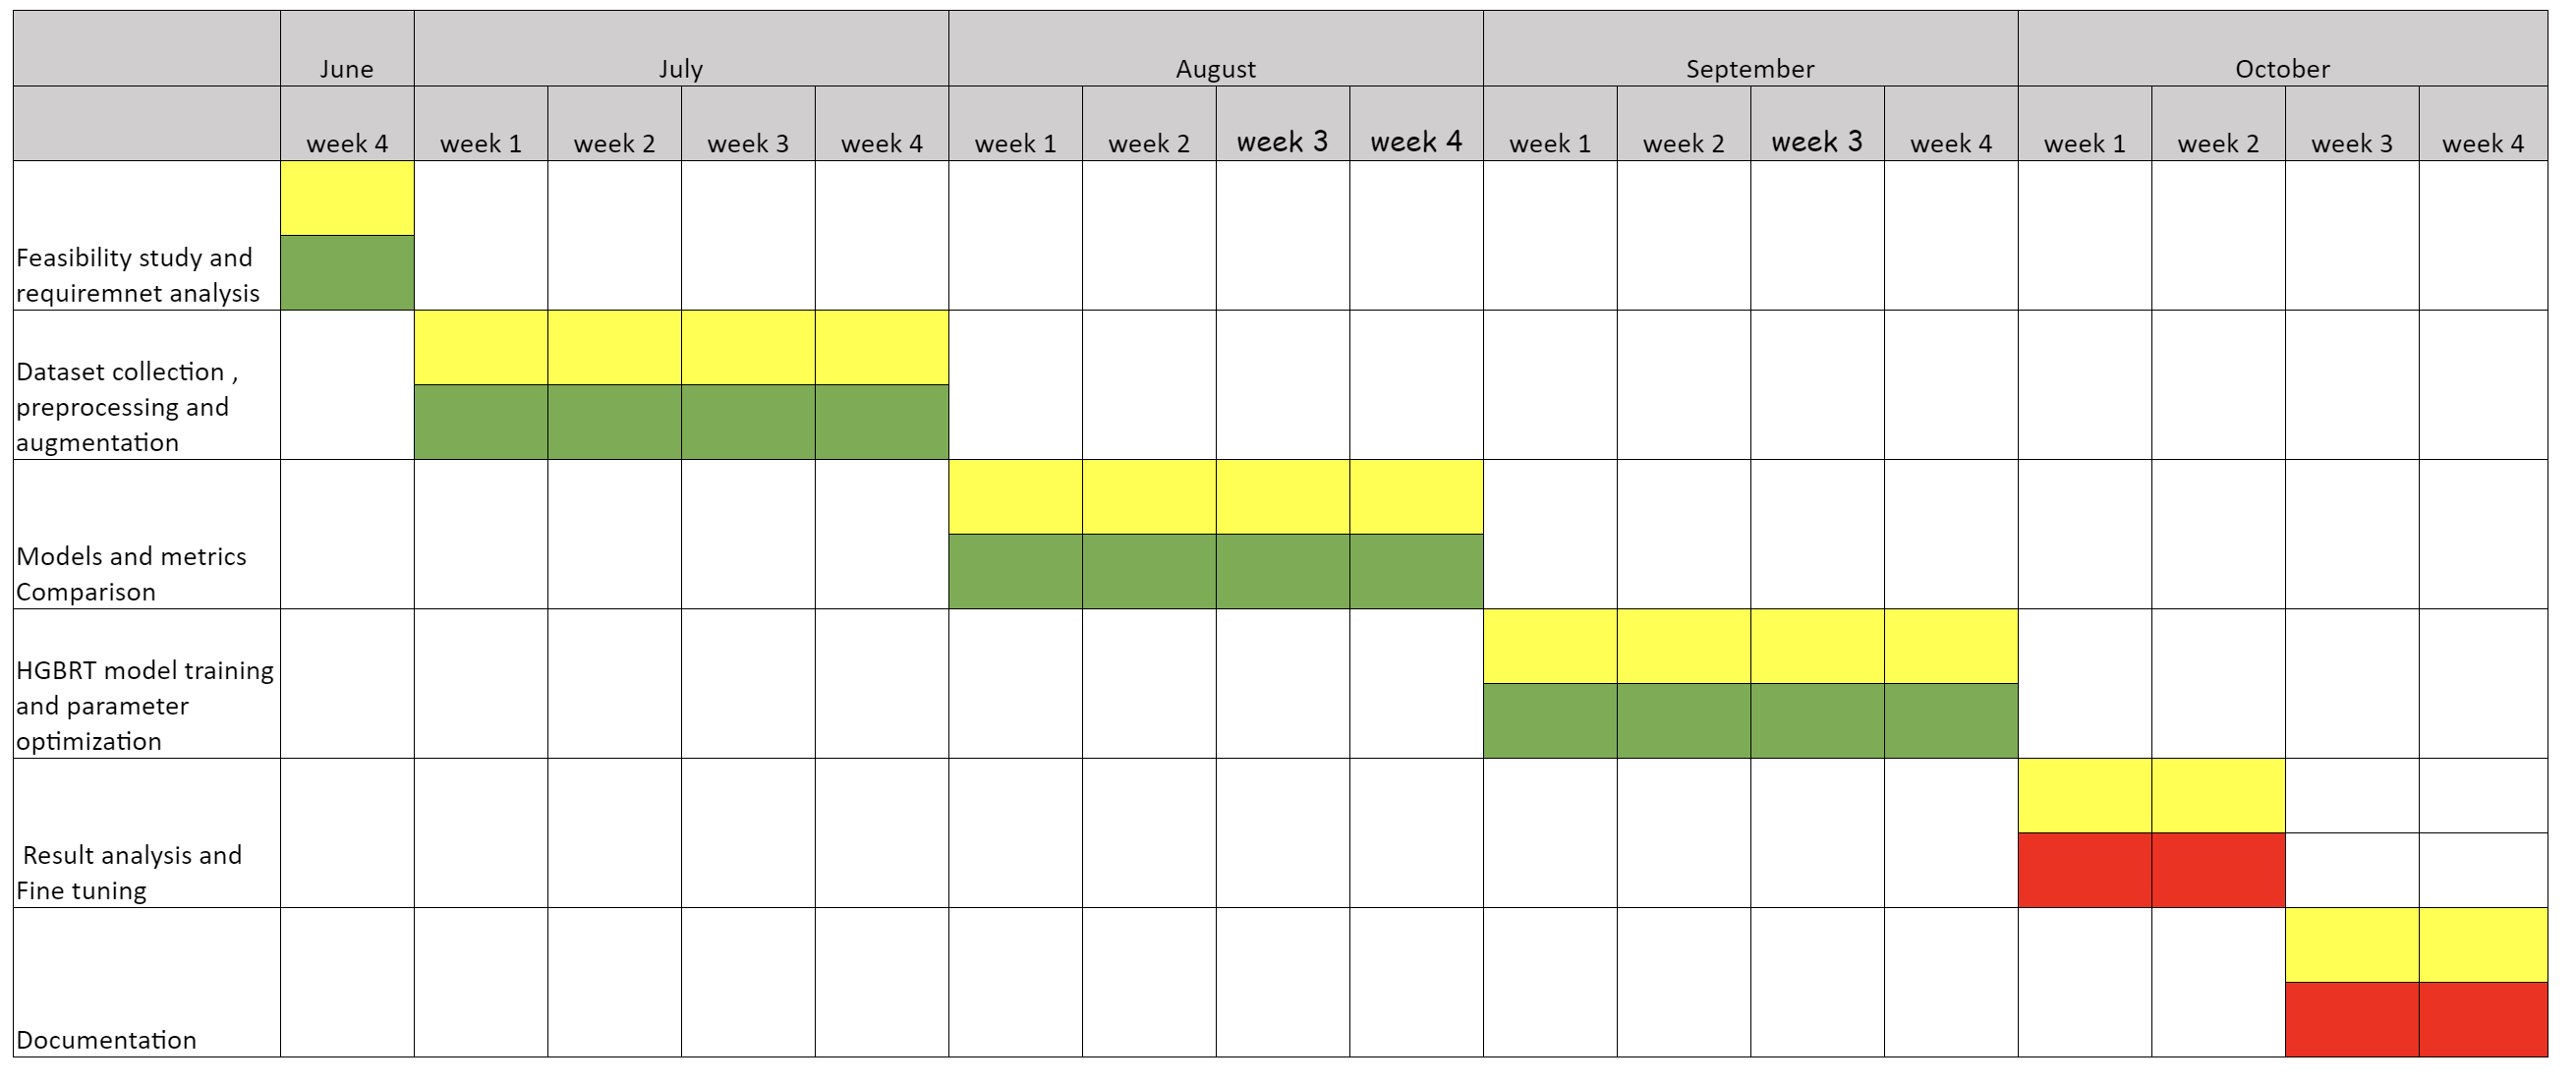 June July August September October
week 4 week 1 week 2 week 3 week 4 week 1 week 2 week 3 week 4 week 1 week 2 week 3 week 4 week 1 week 2 week 3 week 4
Feasibility study and
requiremnet analysis
Dataset collection ,
preprocessing and
augmentation
Models and metrics
Comparison
HGBRT model training
and parameter
optimization
Result analysis and
Fine tuning
Documentation